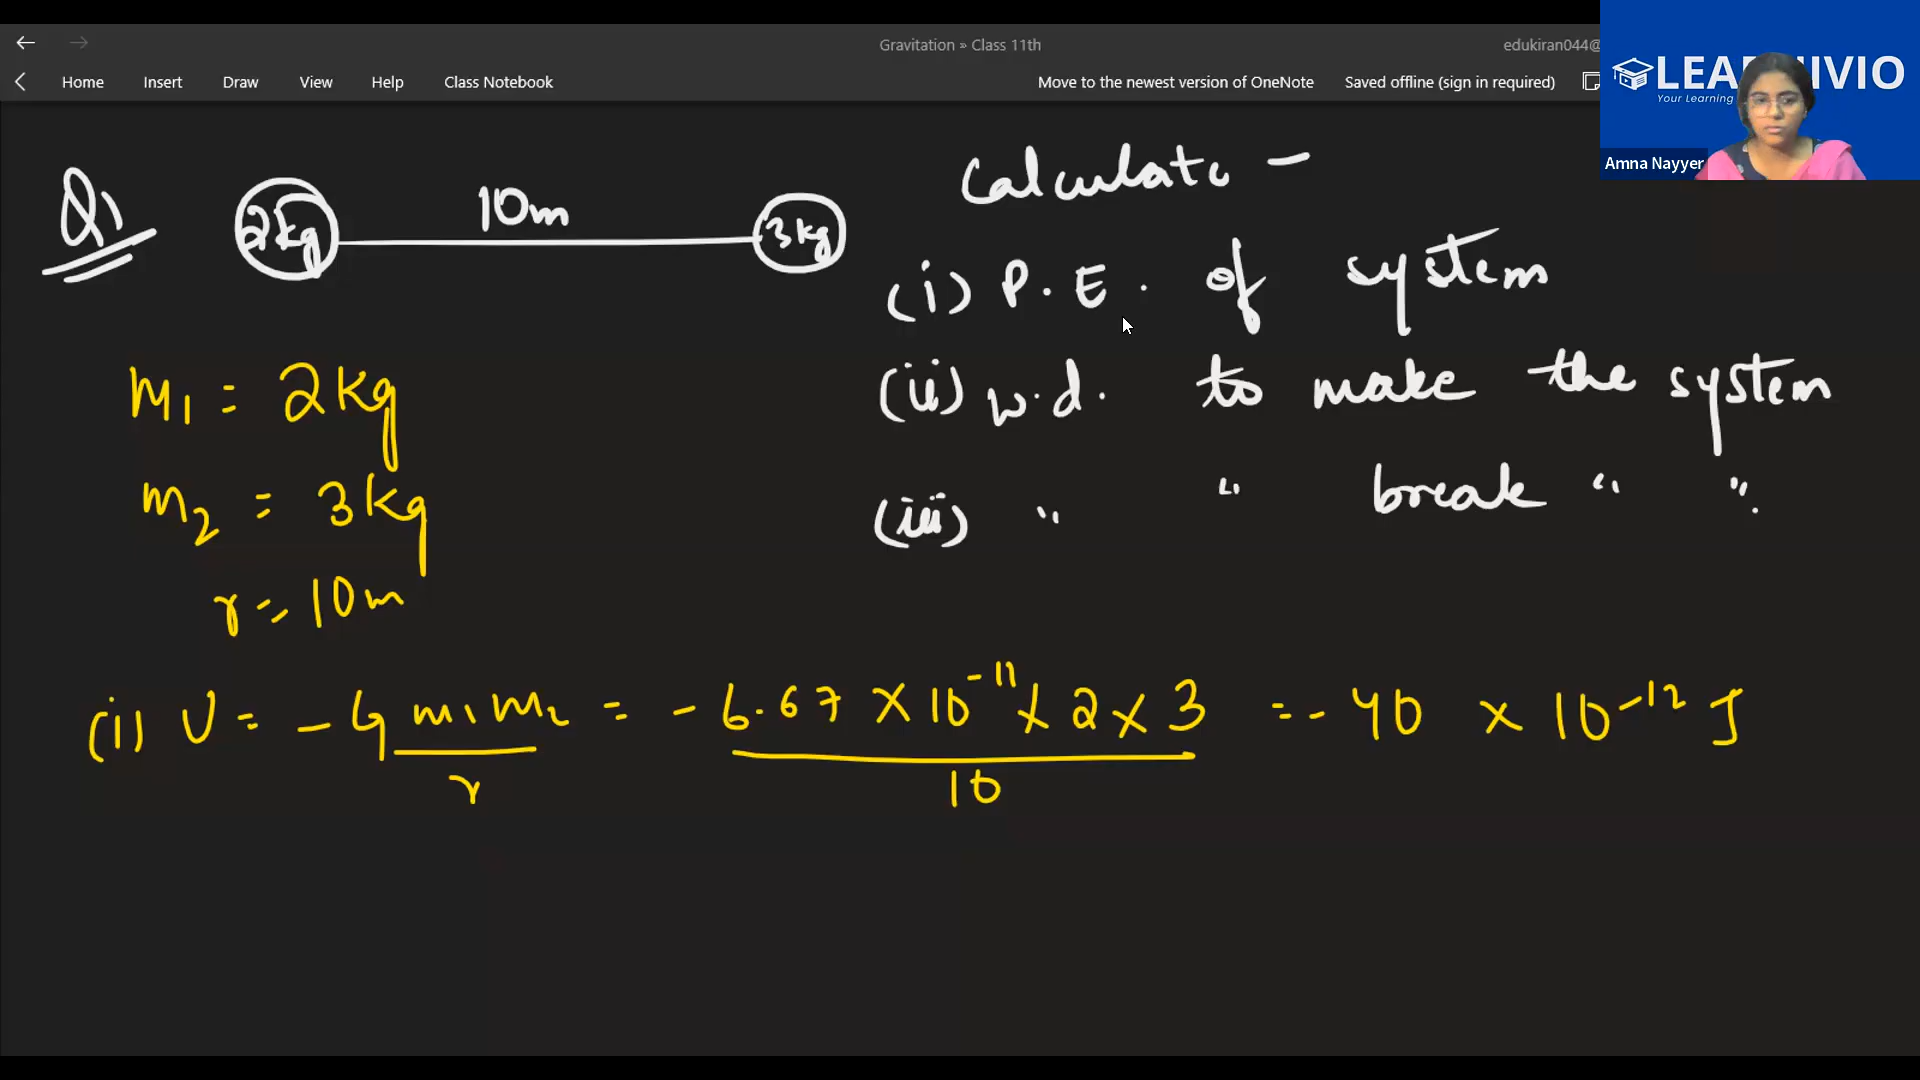 Gravitation » Class 11th
edukiran044@
Home Insert Draw View Help Class Notebook
Move to the newest version of OneNote Saved offline (sign in required)
Your Learning
Amna Nayyer
Q1
2kg 10m 3kg
Calculate -
(i) P.E. of system
(ii) w.d. to make the system
(iii) " " break " ".
m₁ = 2kg
m₂ = 3kg
r = 10m
(i) U = - G m₁ m₂ = - 6.67 × 10⁻¹¹ × 2 × 3 = - 40 × 10⁻¹² J
r 10